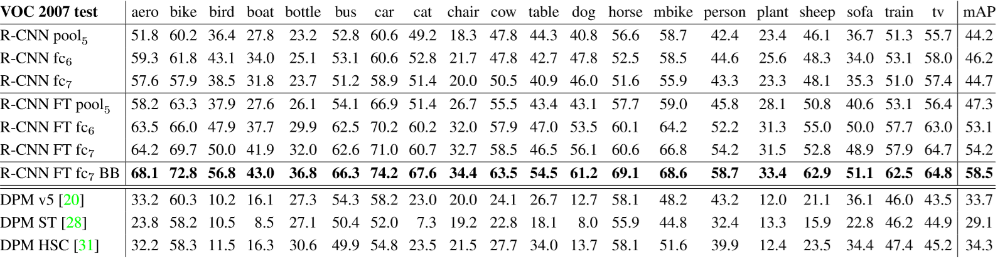 VOC 2007 test aero bike bird boat bottle bus car cat chair cow table dog horse mbike person plant sheep sofa train tv mAP
R-CNN pool5 51.8 60.2 36.4 27.8 23.2 52.8 60.6 49.2 18.3 47.8 44.3 40.8 56.6 58.7 42.4 23.4 46.1 36.7 51.3 55.7 44.2
R-CNN fc6 59.3 61.8 43.1 34.0 25.1 53.1 60.6 52.8 21.7 47.8 42.7 47.8 52.5 58.5 44.6 25.6 48.3 34.0 53.1 58.0 46.2
R-CNN fc7 57.6 57.9 38.5 31.8 23.7 51.2 58.9 51.4 20.0 50.5 40.9 46.0 51.6 55.9 43.3 23.3 48.1 35.3 51.0 57.4 44.7
R-CNN FT pool5 58.2 63.3 37.9 27.6 26.1 54.1 66.9 51.4 26.7 55.5 43.4 43.1 57.7 59.0 45.8 28.1 50.8 40.6 53.1 56.4 47.3
R-CNN FT fc6 63.5 66.0 47.9 37.7 29.9 62.5 70.2 60.2 32.0 57.9 47.0 53.5 60.1 64.2 52.2 31.3 55.0 50.0 57.7 63.0 53.1
R-CNN FT fc7 64.2 69.7 50.0 41.9 32.0 62.6 71.0 60.7 32.7 58.5 46.5 56.1 60.6 66.8 54.2 31.5 52.8 48.9 57.9 64.7 54.2
R-CNN FT fc7 BB 68.1 72.8 56.8 43.0 36.8 66.3 74.2 67.6 34.4 63.5 54.5 61.2 69.1 68.6 58.7 33.4 62.9 51.1 62.5 64.8 58.5
DPM v5 [20] 33.2 60.3 10.2 16.1 27.3 54.3 58.2 23.0 20.0 24.1 26.7 12.7 58.1 48.2 43.2 12.0 21.1 36.1 46.0 43.5 33.7
DPM ST [28] 23.8 58.2 10.5 8.5 27.1 50.4 52.0 7.3 19.2 22.8 18.1 8.0 55.9 44.8 32.4 13.3 15.9 22.8 46.2 44.9 29.1
DPM HSC [31] 32.2 58.3 11.5 16.3 30.6 49.9 54.8 23.5 21.5 27.7 34.0 13.7 58.1 51.6 39.9 12.4 23.5 34.4 47.4 45.2 34.3